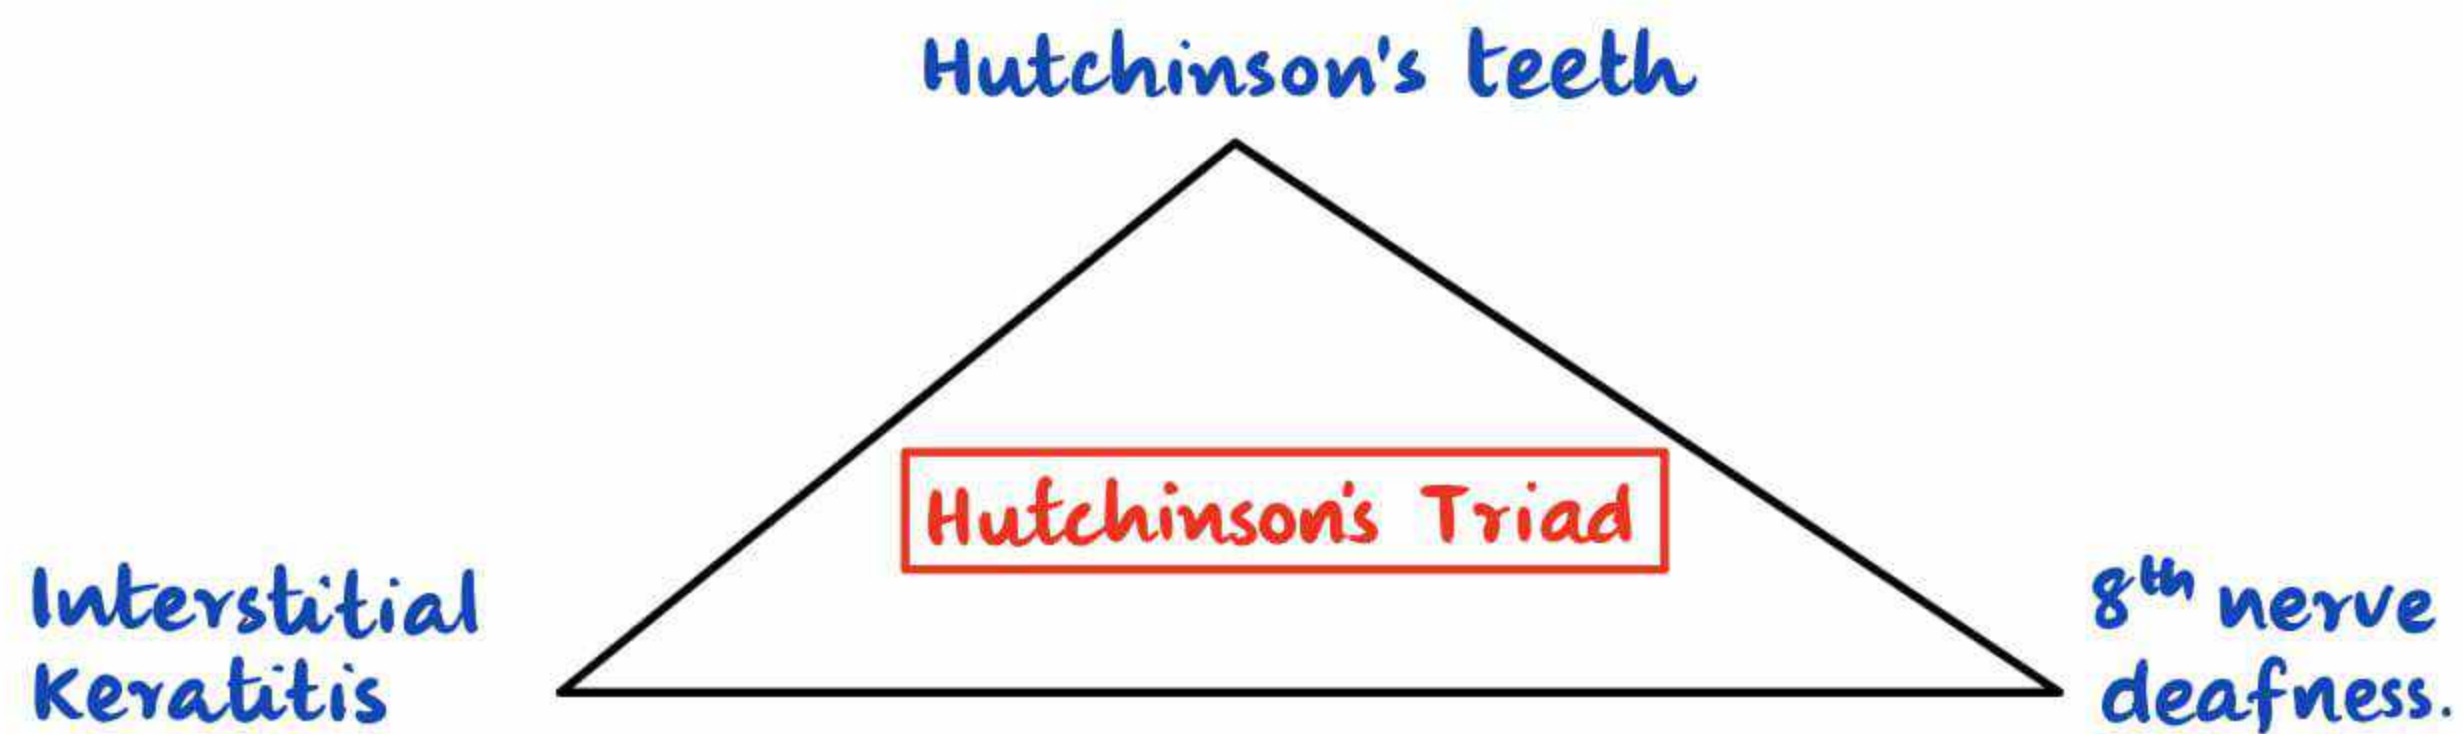 Hutchinson's teeth
Hutchinson's Triad
Interstitial
Keratitis
8th nerve
deafness.